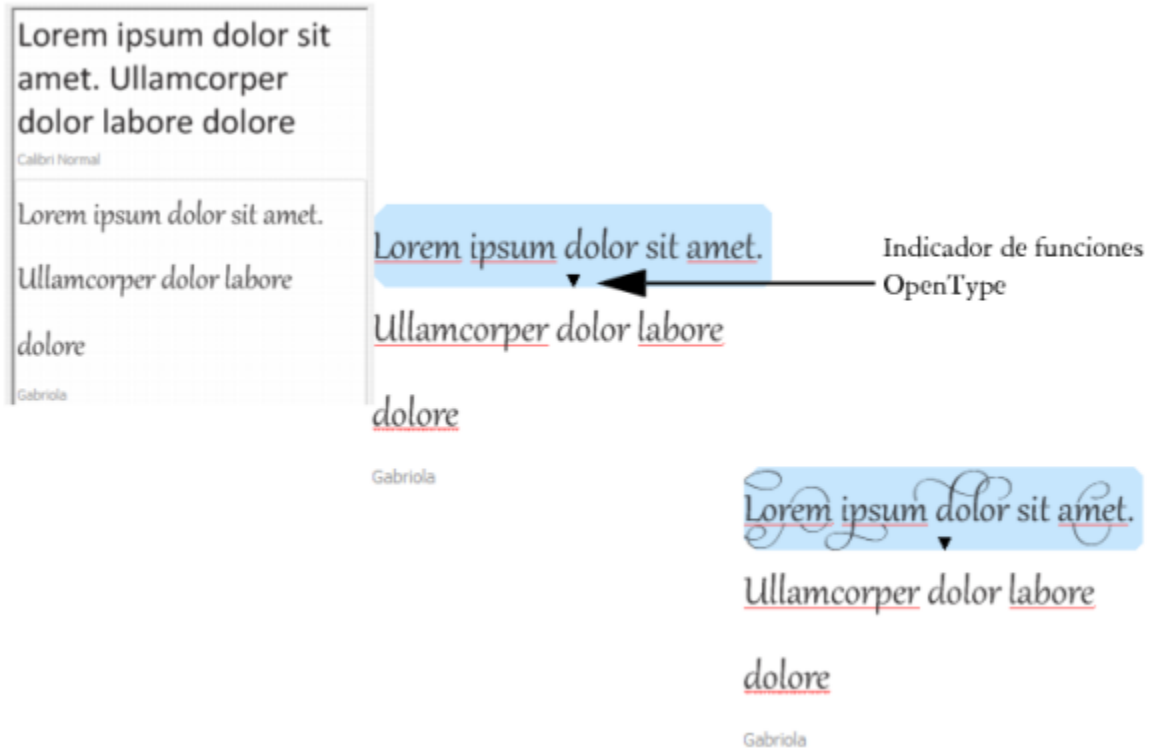 Lorem ipsum dolor sit
amet. Ullamcorper
dolor labore dolore
Calibri Normal
Lorem ipsum dolor sit amet.
Ullamcorper dolor labore
dolore
Gabriola
Lorem ipsum dolor sit amet.
Ullamcorper dolor labore
dolore
Gabriola
Indicador de funciones
OpenType
Lorem ipsum dolor sit amet.
Ullamcorper dolor labore
dolore
Gabriola